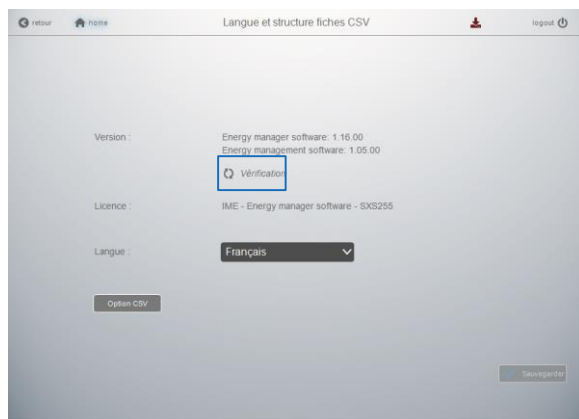 retour home Langue et structure fiches CSV logout
Version : Energy manager software: 1.16.00
Energy management software: 1.05.00
Vérification
Licence : IME - Energy manager software - SXS255
Langue : Français
Option CSV
Sauvegarder